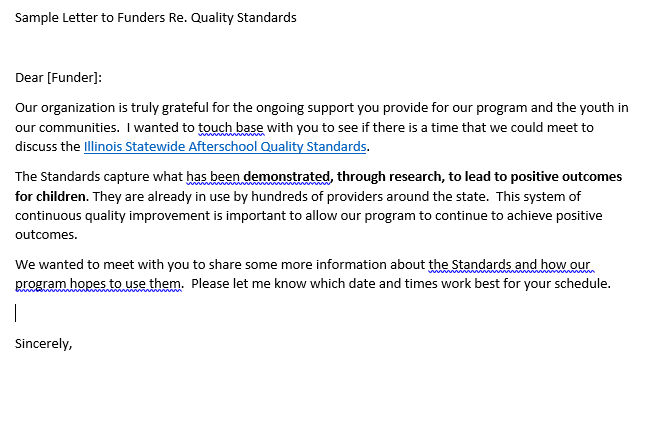 Sample Letter to Funders Re. Quality Standards
Dear [Funder]:
Our organization is truly grateful for the ongoing support you provide for our program and the youth in
our communities.  I wanted to touch base with you to see if there is a time that we could meet to
discuss the Illinois Statewide Afterschool Quality Standards.
The Standards capture what has been demonstrated, through research, to lead to positive outcomes
for children. They are already in use by hundreds of providers around the state.  This system of
continuous quality improvement is important to allow our program to continue to achieve positive
outcomes.
We wanted to meet with you to share some more information about the Standards and how our
program hopes to use them.  Please let me know which date and times work best for your schedule.
Sincerely,